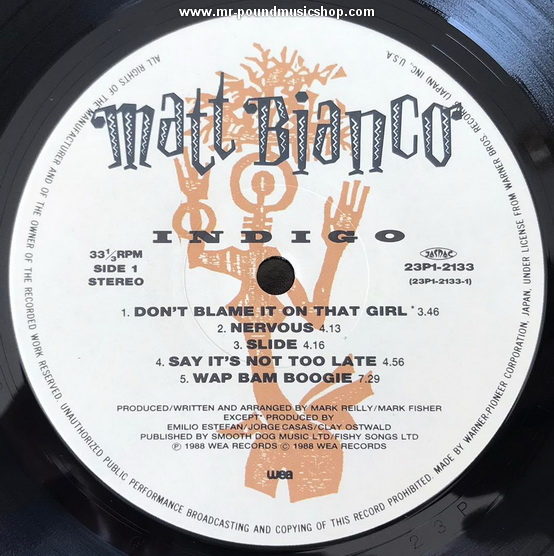 www.mr-poundmusicshop.com
ALL RIGHTS OF THE MANUFACTURER AND OF THE OWNER OF THE RECORDED WORK RESERVED. UNAUTHORIZED PUBLIC PERFORMANCE BROADCASTING AND COPYING OF THIS RECORD PROHIBITED. MADE BY WARNER-PIONEER CORPORATION, JAPAN, UNDER LICENSE FROM WARNER BROS. RECORDS (JAPAN) INC., U.S.A.
matt Bianco
INDIGO
33⅓RPM
SIDE 1
STEREO
JASRAC
23P1-2133
(23P1-2133-1)
1. DON'T BLAME IT ON THAT GIRL * 3.46
2. NERVOUS 4.13
3. SLIDE 4.16
4. SAY IT'S NOT TOO LATE 4.56
5. WAP BAM BOOGIE 7.29
PRODUCED/WRITTEN AND ARRANGED BY MARK REILLY/MARK FISHER
EXCEPT* PRODUCED BY
EMILIO ESTEFAN/JORGE CASAS/CLAY OSTWALD
PUBLISHED BY SMOOTH DOG MUSIC LTD/FISHY SONGS LTD
Ⓟ 1988 WEA RECORDS © 1988 WEA RECORDS
wea
2 3 P